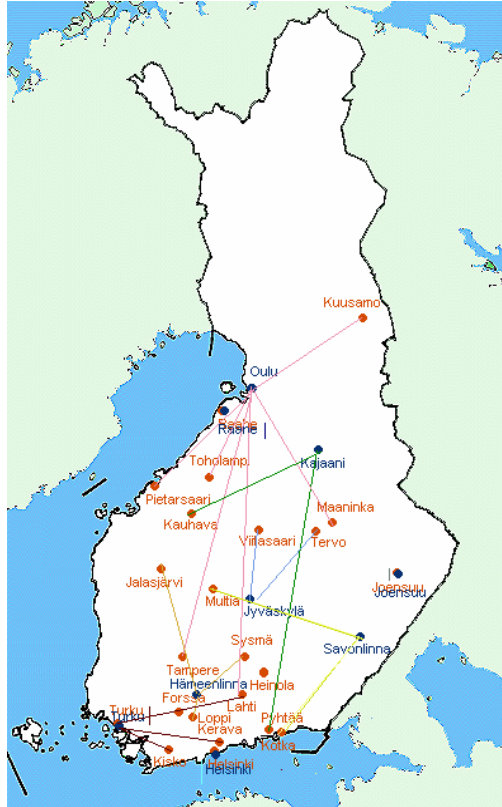 Kuusamo
Oulu
Raahe
Raahe
Toholamp.
Kajaani
Pietarsaari
Kauhava
Maaninka
Viitasaari
Tervo
Jalasjärvi
Joensuu
Joensuu
Multia
Jyväskylä
Sysmä
Savonlinna
Tampere
Hämeenlinna
Heinola
Forssa
Lahti
Turku
Turku
Loppi
Pyhtää
Kerava
Kotka
Kisko
Helsinki
Helsinki